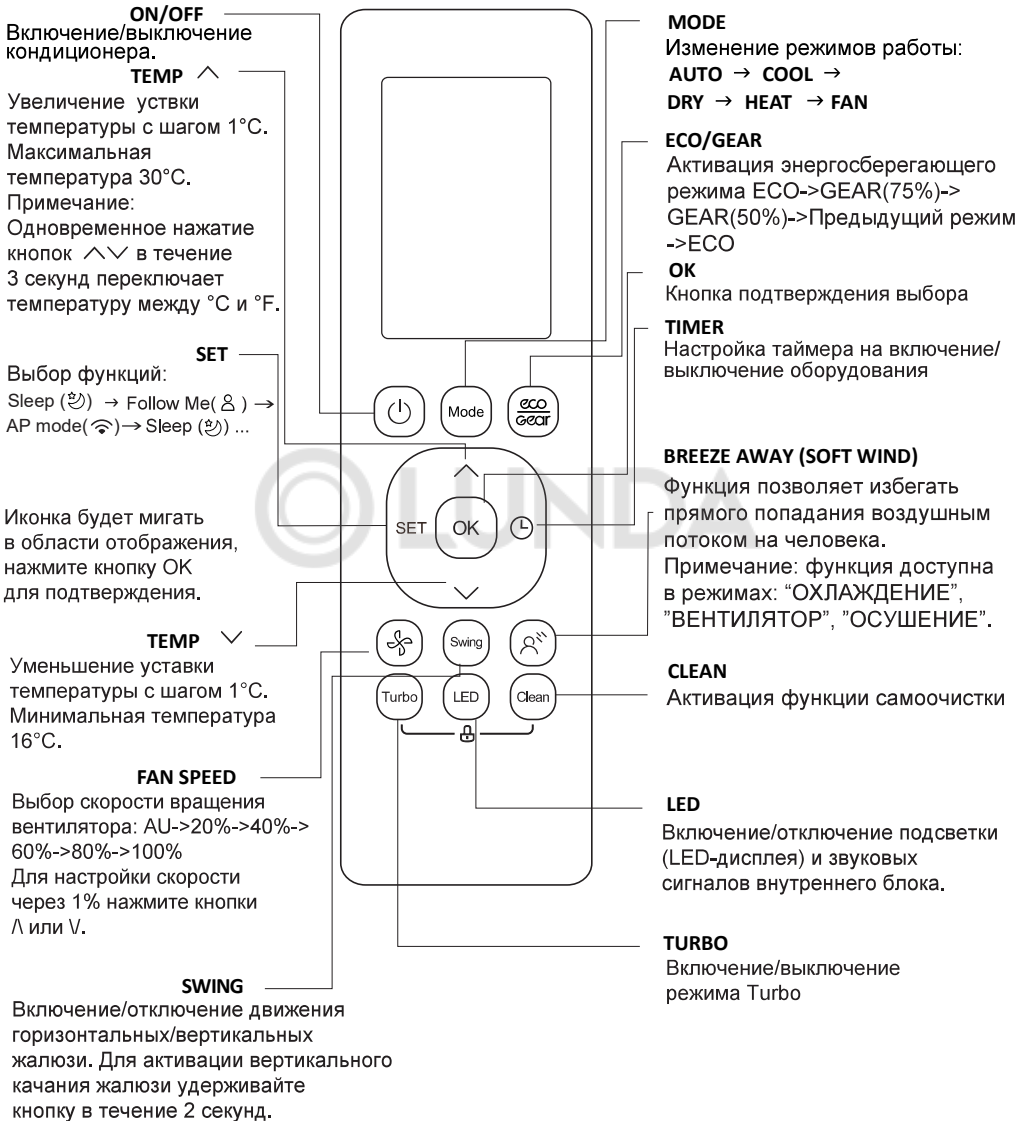 ON/OFF
Включение/выключение
кондиционера.
TEMP ︿
Увеличение уствки
температуры с шагом 1°C.
Максимальная
температура 30°C.
Примечание:
Одновременное нажатие
кнопок ︿﹀ в течение
3 секунд переключает
температуру между °C и °F.
SET
Выбор функций:
Sleep ( ) → Follow Me( ) →
AP mode( )→ Sleep ( ) ...
Иконка будет мигать
в области отображения,
нажмите кнопку OK
для подтверждения.
TEMP ﹀
Уменьшение уставки
температуры с шагом 1°C.
Минимальная температура
16°C.
FAN SPEED
Выбор скорости вращения
вентилятора: AU->20%->40%->
60%->80%->100%
Для настройки скорости
через 1% нажмите кнопки
/\ или \/.
SWING
Включение/отключение движения
горизонтальных/вертикальных
жалюзи. Для активации вертикального
качания жалюзи удерживайте
кнопку в течение 2 секунд.
Mode
eco
Gear
SET
OK
Swing
Turbo
LED
Clean
LUNDA
MODE
Изменение режимов работы:
AUTO → COOL →
DRY → HEAT → FAN
ECO/GEAR
Активация энергосберегающего
режима ECO->GEAR(75%)->
GEAR(50%)->Предыдущий режим
->ECO
OK
Кнопка подтверждения выбора
TIMER
Настройка таймера на включение/
выключение оборудования
BREEZE AWAY (SOFT WIND)
Функция позволяет избегать
прямого попадания воздушным
потоком на человека.
Примечание: функция доступна
в режимах: “ОХЛАЖДЕНИЕ”,
”ВЕНТИЛЯТОР”, ”ОСУШЕНИЕ”.
CLEAN
Активация функции самоочистки
LED
Включение/отключение подсветки
(LED-дисплея) и звуковых
сигналов внутреннего блока.
TURBO
Включение/выключение
режима Turbo